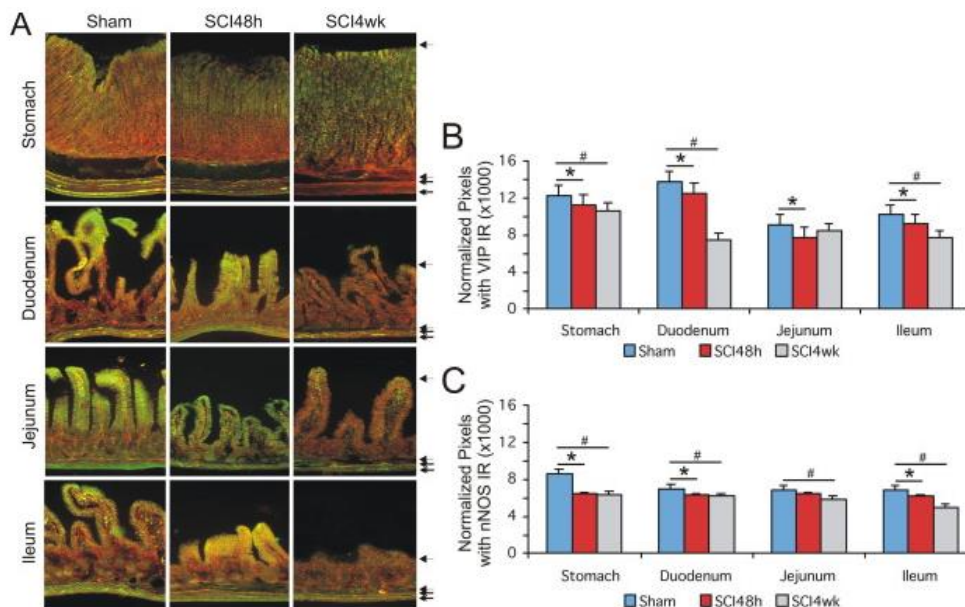 A
Sham SCI48h SCI4wk
Stomach
Duodenum
Jejunum
Ileum
B
Normalized Pixels
with VIP IR (x1000)
16
12
8
4
0
#
*
#
*
*
#
*
Stomach Duodenum Jejunum Ileum
Sham SCI48h SCI4wk
C
Normalized Pixels
with nNOS IR (x1000)
16
12
8
4
0
#
*
#
*
#
#
*
Stomach Duodenum Jejunum Ileum
Sham SCI48h SCI4wk